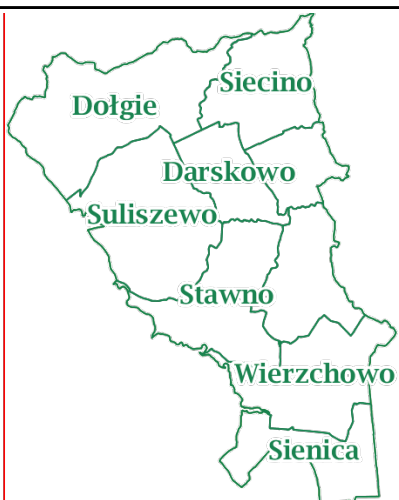 Siecino
Dołgie
Darskowo
Suliszewo
Stawno
Wierzchowo
Sienica